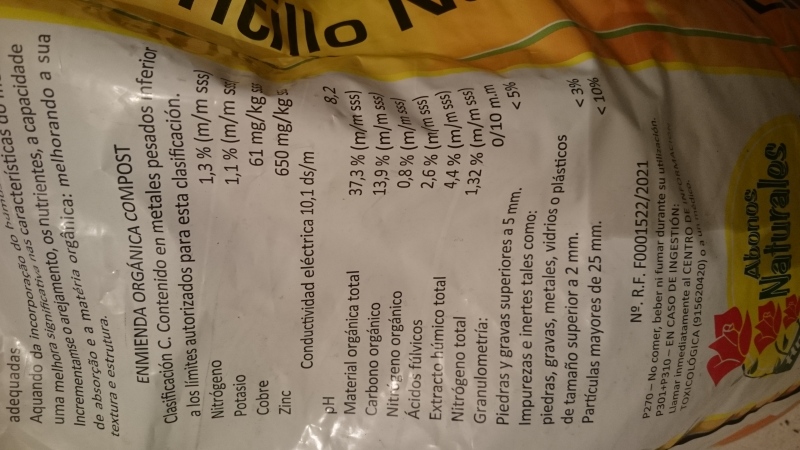 adequadas.
Aquando da incorporação do características do
uma melhora significativa nas características, a capacidade
Incrementamse o arejamento, os nutrientes, a capacidade
de absorção e a matéria orgânica: melhorando a sua
textura e estrutura.
ENMIENDA ORGÁNICA COMPOST
Clasificación C. Contenido en metales pesados inferior
a los límites autorizados para esta clasificación.
Nitrógeno 1,3 % (m/m sss)
Potasio 1,1 % (m/m sss)
Cobre 61 mg/kg
Zinc 650 mg/kg
Conductividad eléctrica 10,1 ds/m
pH 8,2
Material orgánica total 37,3 % (m/m sss)
Carbono orgánico 13,9 % (m/m sss)
Nitrógeno orgánico 0,8 % (m/m sss)
Ácidos fúlvicos 2,6 % (m/m sss)
Extracto húmico total 4,4 % (m/m sss)
Nitrógeno total 1,32 % (m/m sss)
Granulometría: 0/10 m.m
Piedras y gravas superiores a 5 mm. < 5%
Impurezas e inertes tales como:
piedras, gravas, metales, vidrios o plásticos
de tamaño superior a 2 mm. < 3%
Partículas mayores de 25 mm. < 10%
Nº. R.F. F0001522/2021
P270 – No comer, beber ni fumar durante su utilización.
P301+P310 – EN CASO DE INGESTIÓN:
Llamar inmediatamente al CENTRO DE
TOXICOLÓGICA (915620420) o a un médico.
Abonos
Naturales